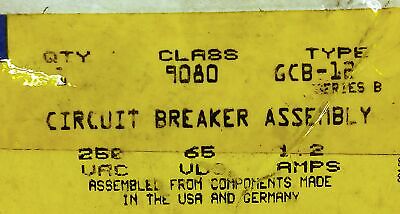 QTY CLASS TYPE
1 9080 GCB-12
SERIES B
CIRCUIT BREAKER ASSEMBLY
250 65 1.2
VAC VDC AMPS
ASSEMBLED FROM COMPONENTS MADE
IN THE USA AND GERMANY